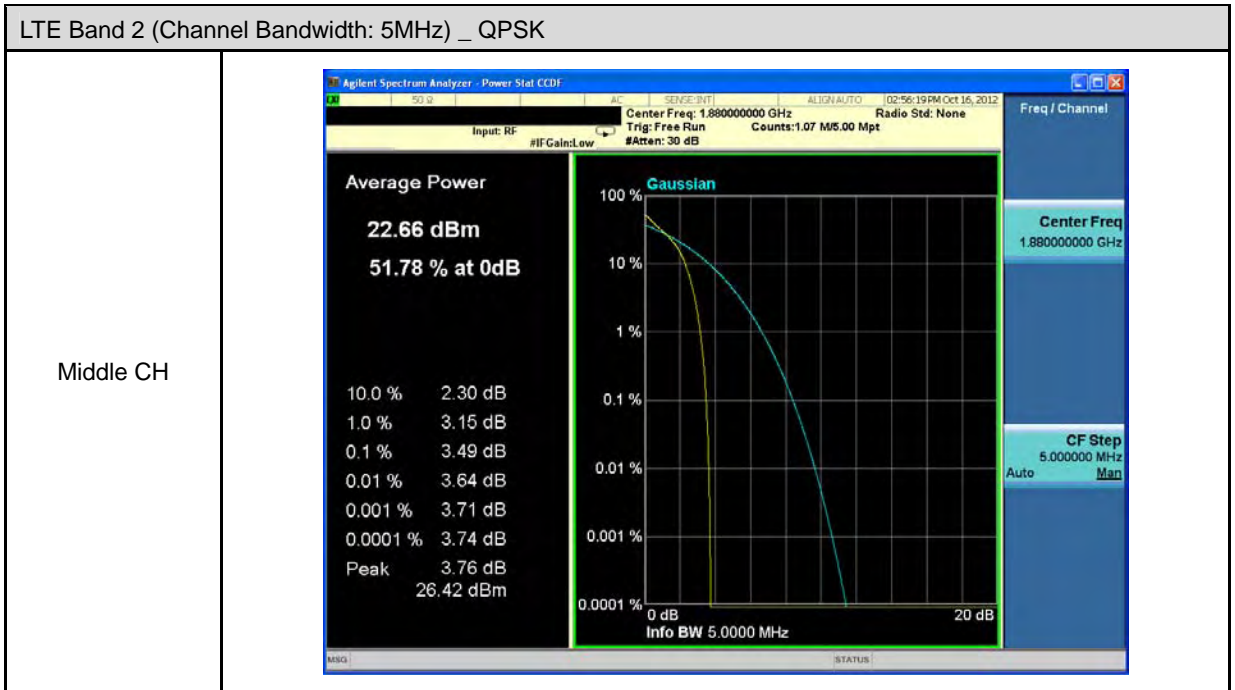 LTE Band 2 (Channel Bandwidth: 5MHz) _ QPSK
Middle CH
Agilent Spectrum Analyzer - Power Stat CCDF
50 Ω AC SENSE:INT ALIGN AUTO 02:56:19 PM Oct 16, 2012
Center Freq: 1.880000000 GHz Radio Std: None
Input: RF Trig: Free Run Counts:1.07 M/5.00 Mpt
#IFGain:Low #Atten: 30 dB
Freq / Channel
Average Power
22.66 dBm
51.78 % at 0dB
10.0 % 2.30 dB
1.0 % 3.15 dB
0.1 % 3.49 dB
0.01 % 3.64 dB
0.001 % 3.71 dB
0.0001 % 3.74 dB
Peak 3.76 dB
26.42 dBm
Gaussian
100 %
10 %
1 %
0.1 %
0.01 %
0.001 %
0.0001 %
0 dB 20 dB
Info BW 5.0000 MHz
Center Freq
1.880000000 GHz
CF Step
5.000000 MHz
Auto Man
MSG STATUS